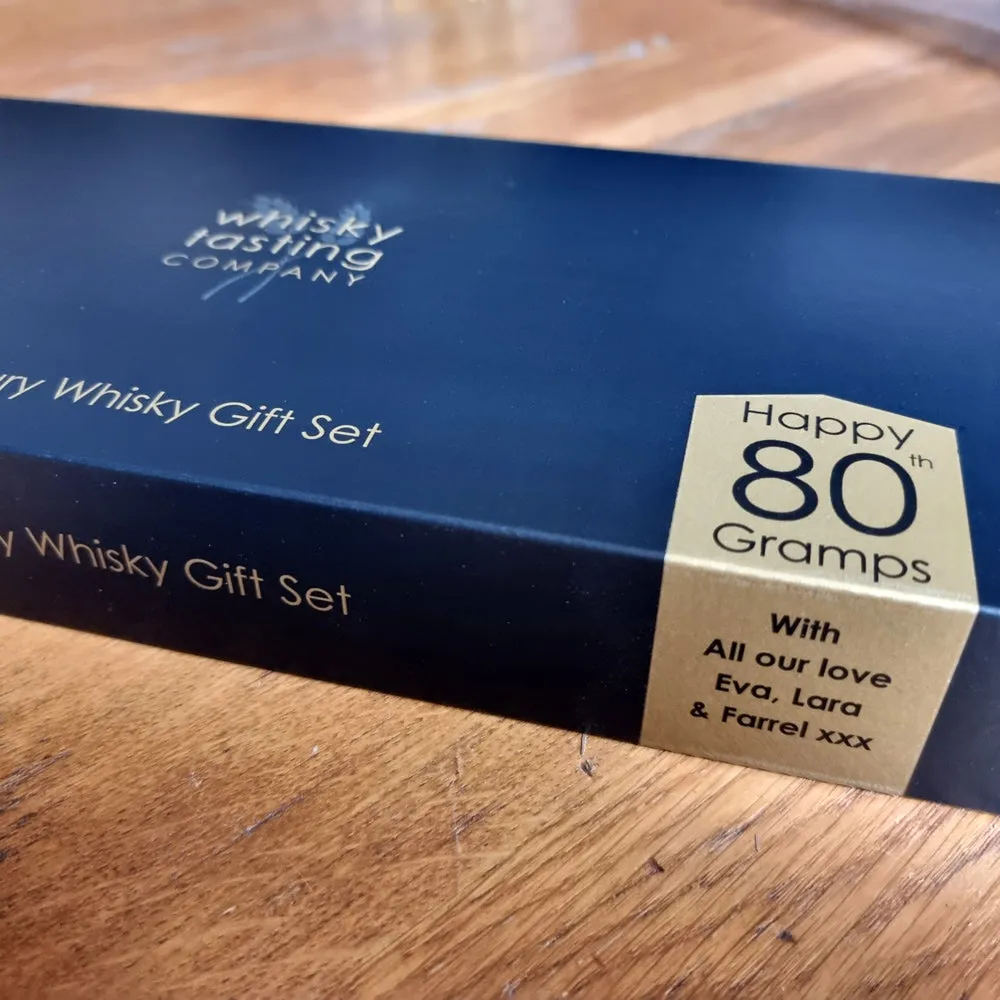 whisky
tasting
COMPANY
Whisky Gift Set
Whisky Gift Set
Happy
80th
Gramps
With
All our love
Eva, Lara
& Farrel xxx